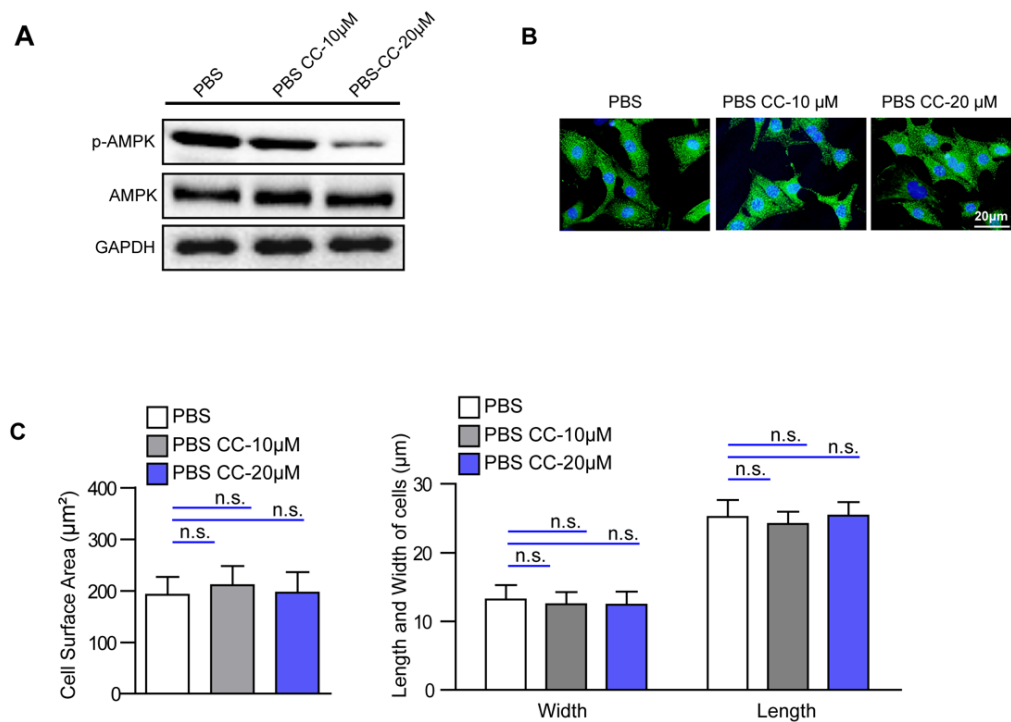 A
PBS
PBS CC-10µM
PBS-CC-20µM
p-AMPK
AMPK
GAPDH
B
PBS
PBS CC-10 µM
PBS CC-20 µM
20µm
C
PBS
PBS CC-10µM
PBS CC-20µM
Cell Surface Area (µm²)
400
300
200
100
0
n.s.
n.s.
n.s.
PBS
PBS CC-10µM
PBS CC-20µM
Length and Width of cells (µm)
30
20
10
0
n.s.
n.s.
n.s.
n.s.
n.s.
n.s.
Width
Length